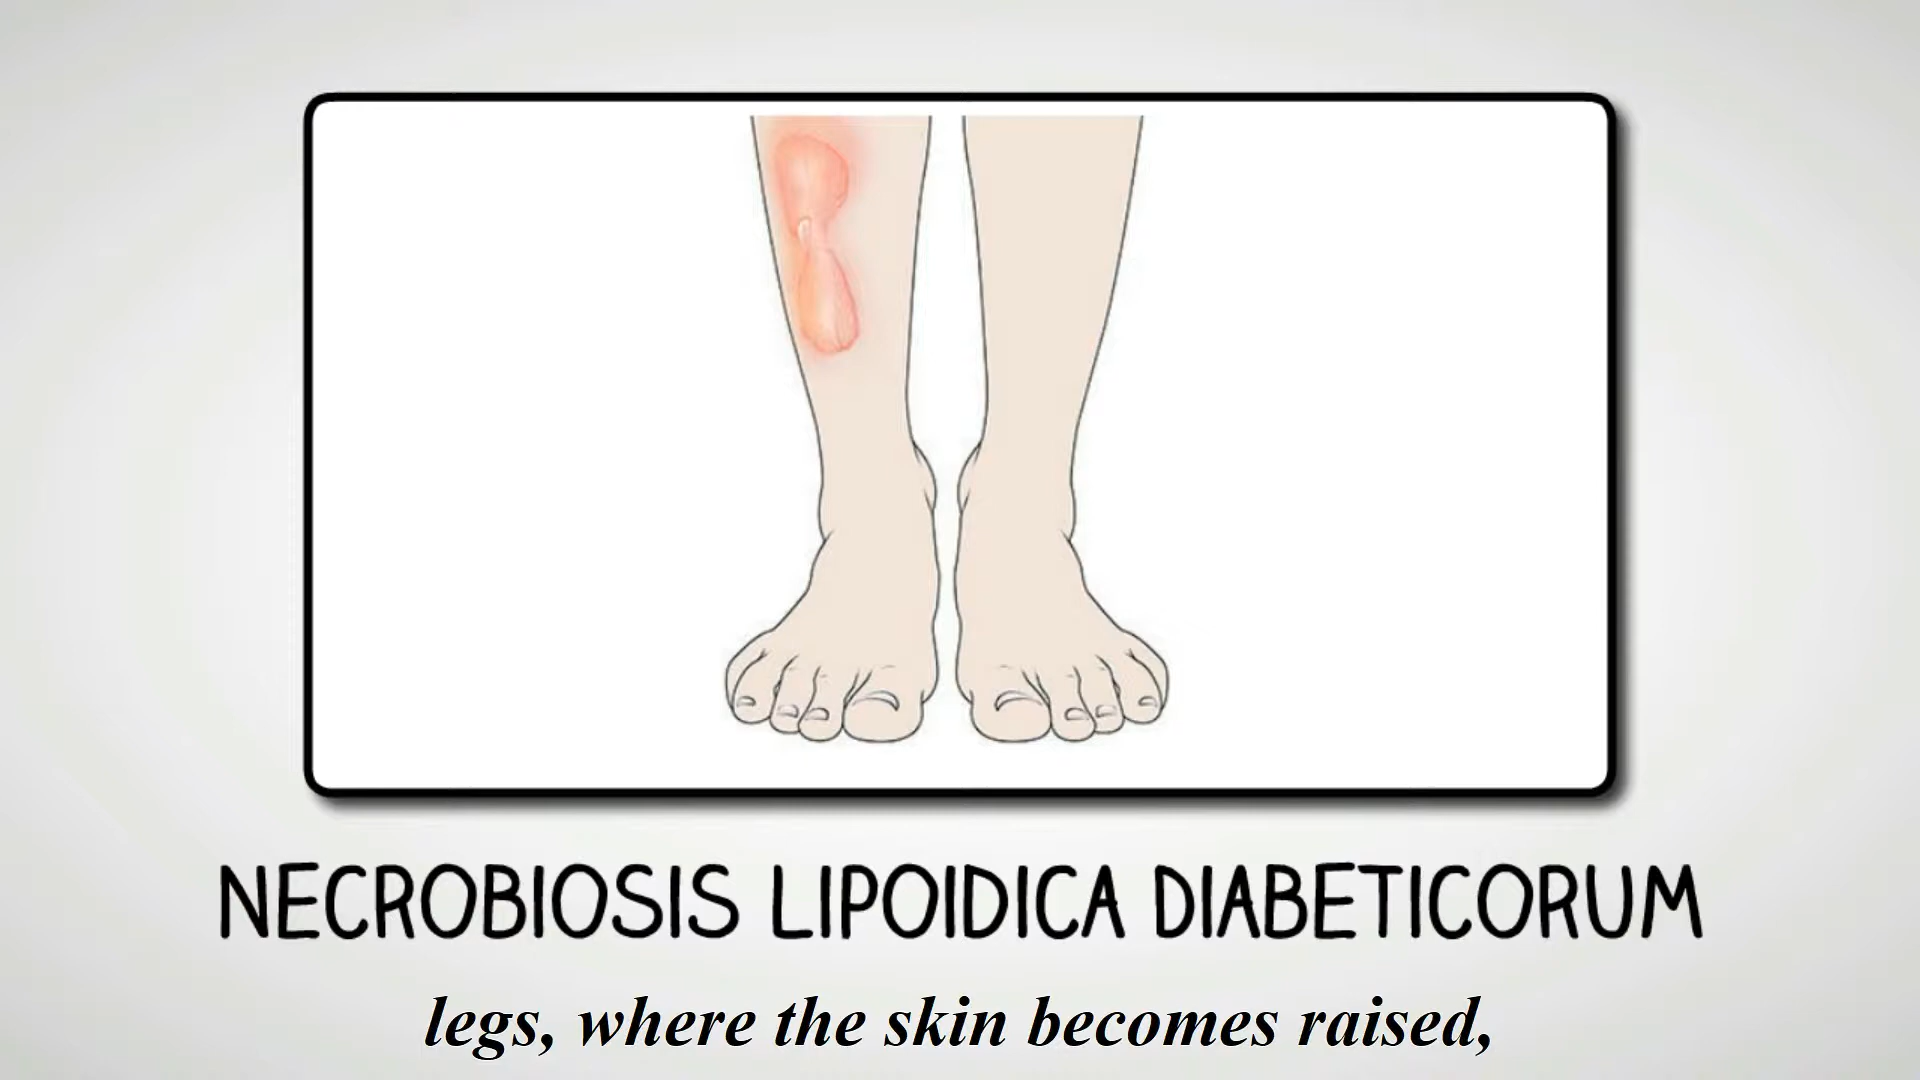 NECROBIOSIS LIPOIDICA DIABETICORUM
legs, where the skin becomes raised,